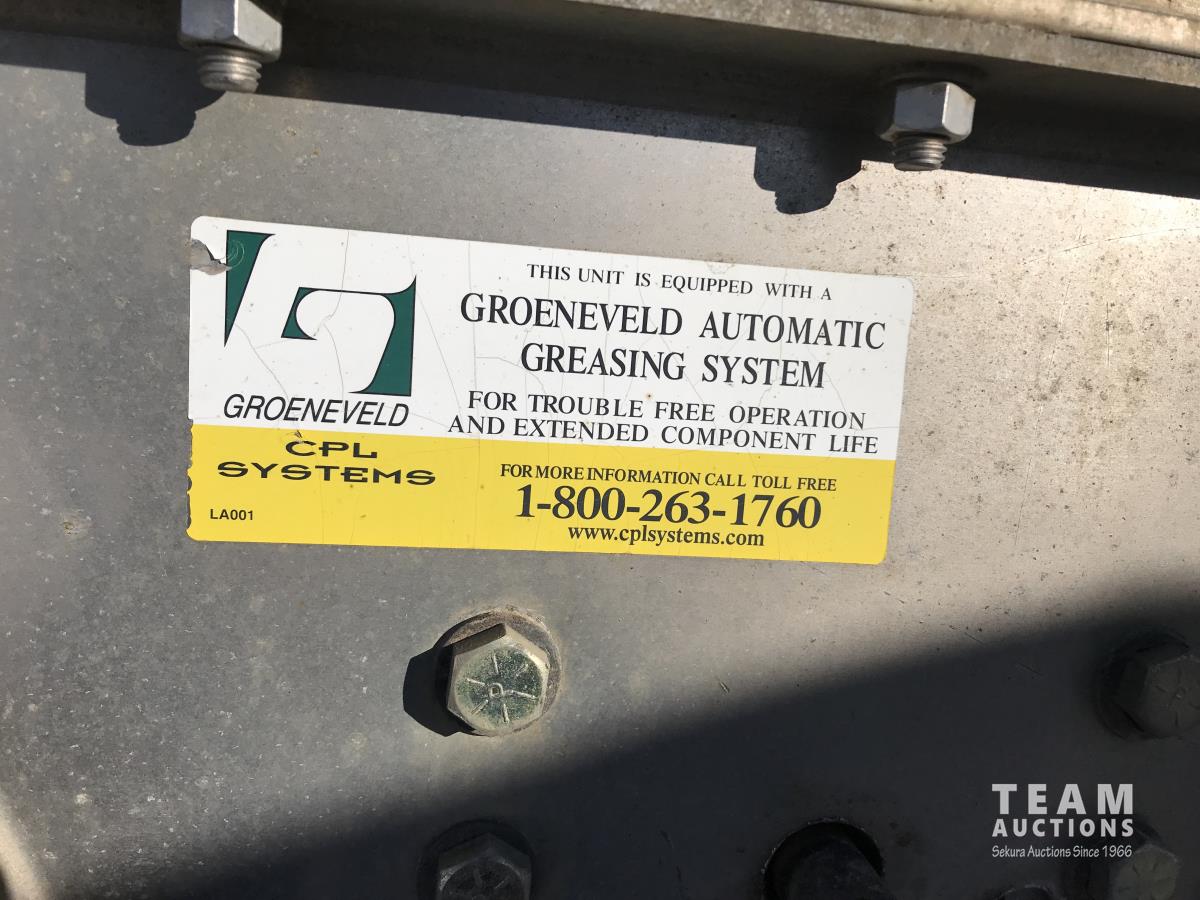 THIS UNIT IS EQUIPPED WITH A
GROENEVELD AUTOMATIC
GREASING SYSTEM
FOR TROUBLE FREE OPERATION
AND EXTENDED COMPONENT LIFE
GROENEVELD
CPL
SYSTEMS
FOR MORE INFORMATION CALL TOLL FREE
1-800-263-1760
www.cplsystems.com
LA001
TEAM
AUCTIONS
Sekura Auctions Since 1966